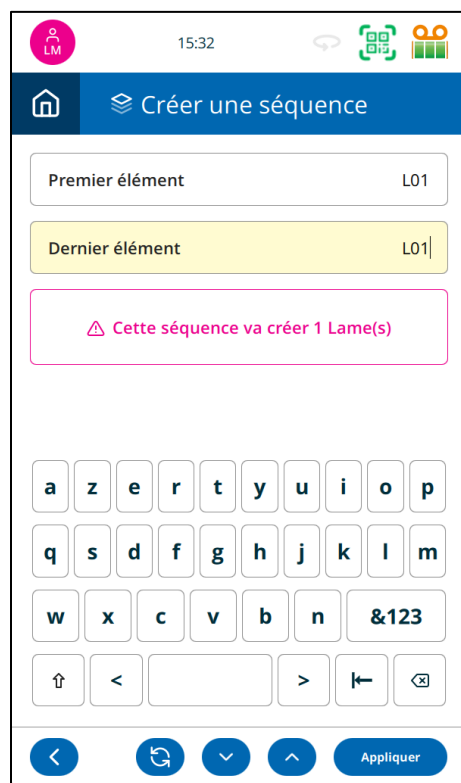 LM
15:32
Créer une séquence
Premier élément L01
Dernier élément L01
Cette séquence va créer 1 Lame(s)
a z e r t y u i o p
q s d f g h j k l m
w x c v b n &123
< >
Appliquer